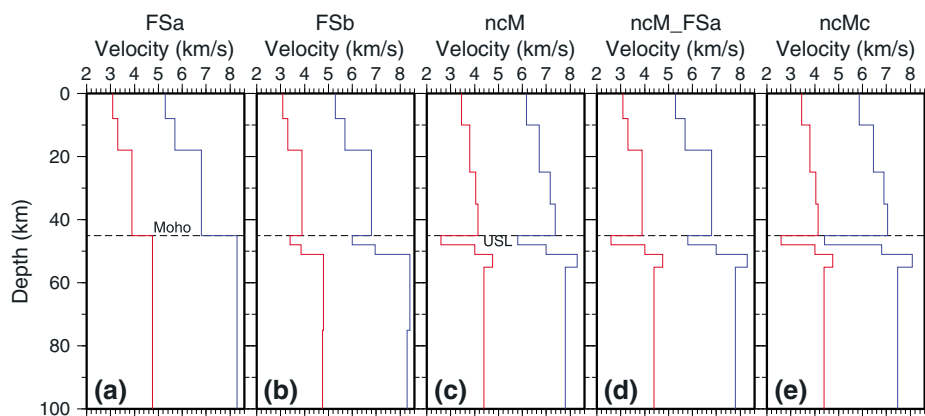 FSa FSb ncM ncM_FSa ncMc
Velocity (km/s) Velocity (km/s) Velocity (km/s) Velocity (km/s) Velocity (km/s)
2 3 4 5 6 7 8 2 3 4 5 6 7 8 2 3 4 5 6 7 8 2 3 4 5 6 7 8 2 3 4 5 6 7 8
0
20
40
Moho
USL
60
80
100
Depth (km)
(a) (b) (c) (d) (e)